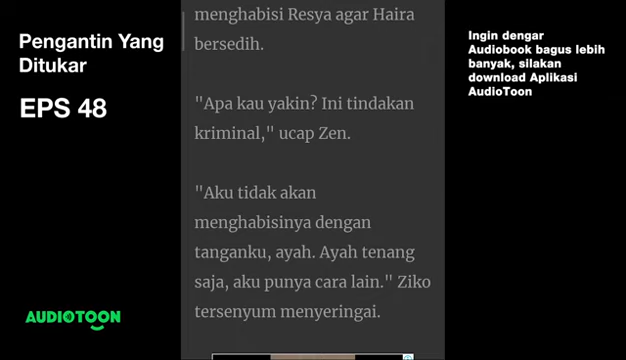 Pengantin Yang
Ditukar
EPS 48
AUDIOTOON
menghabisi Resya agar Haira
bersedih.
"Apa kau yakin? Ini tindakan
kriminal," ucap Zen.
"Aku tidak akan
menghabisinya dengan
tanganku, ayah. Ayah tenang
saja, aku punya cara lain." Ziko
tersenyum menyeringai.
Ingin dengar
Audiobook bagus lebih
banyak, silakan
download Aplikasi
AudioToon